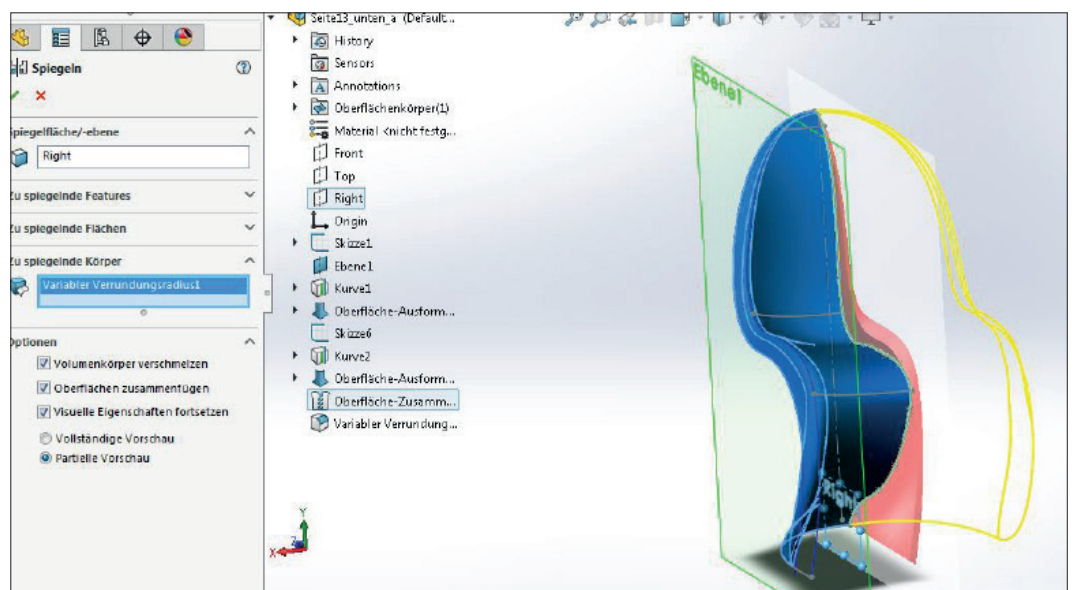 Spiegeln
Spiegelfläche/-ebene
Right
Zu spiegelnde Features
Zu spiegelnde Flächen
Zu spiegelnde Körper
Variabler Verrundungsradius1
Optionen
Volumenkörper verschmelzen
Oberflächen zusammenfügen
Visuelle Eigenschaften fortsetzen
Vollständige Vorschau
Partielle Vorschau
Seite13_unten_a (Default...
History
Sensors
Annotations
Oberflächenkörper(1)
Material <nicht festg...
Front
Top
Right
Origin
Skizze1
Ebene1
Kurve1
Oberfläche-Ausform...
Skizze6
Kurve2
Oberfläche-Ausform...
Oberfläche-Zusamm...
Variabler Verrundung...
Ebene1
Right
Y
X
Z